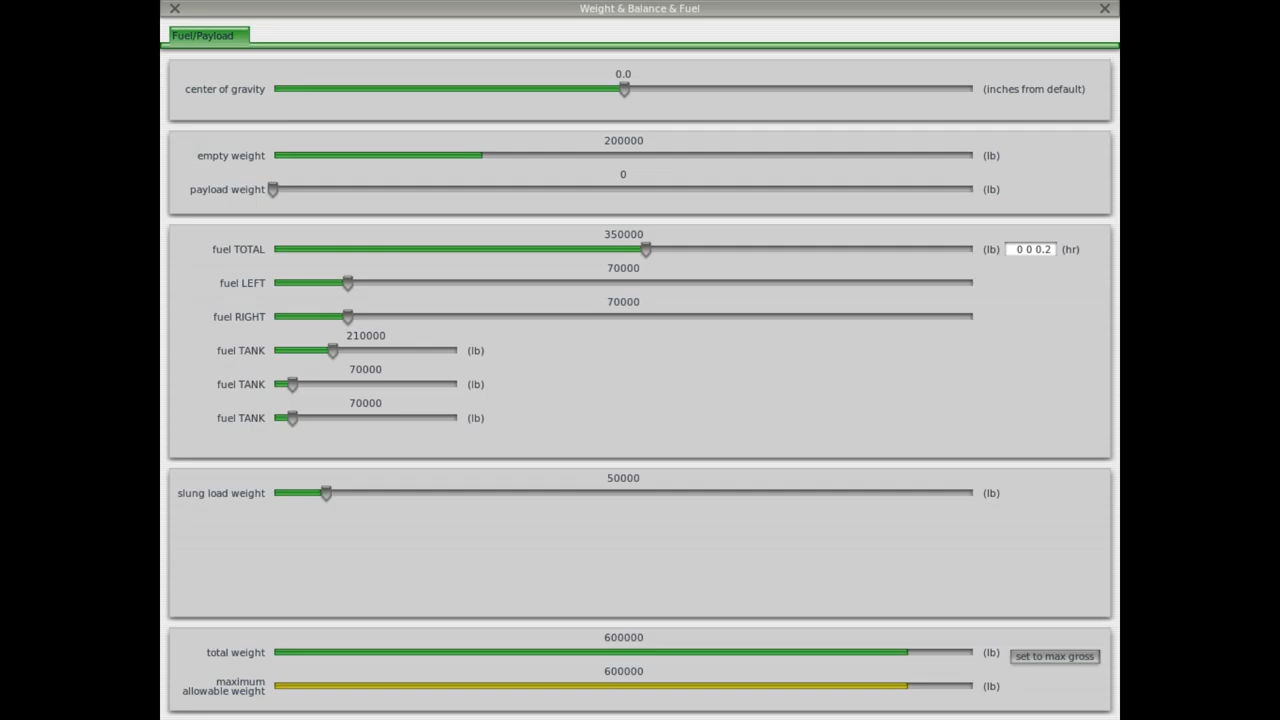 Weight & Balance & Fuel
Fuel/Payload
0.0
center of gravity (inches from default)
200000
empty weight (lb)
0
payload weight (lb)
350000
fuel TOTAL (lb) 0 0 0.2 (hr)
70000
fuel LEFT
70000
fuel RIGHT
210000
fuel TANK (lb)
70000
fuel TANK (lb)
70000
fuel TANK (lb)
50000
slung load weight (lb)
600000
total weight (lb) set to max gross
600000
maximum
allowable weight (lb)